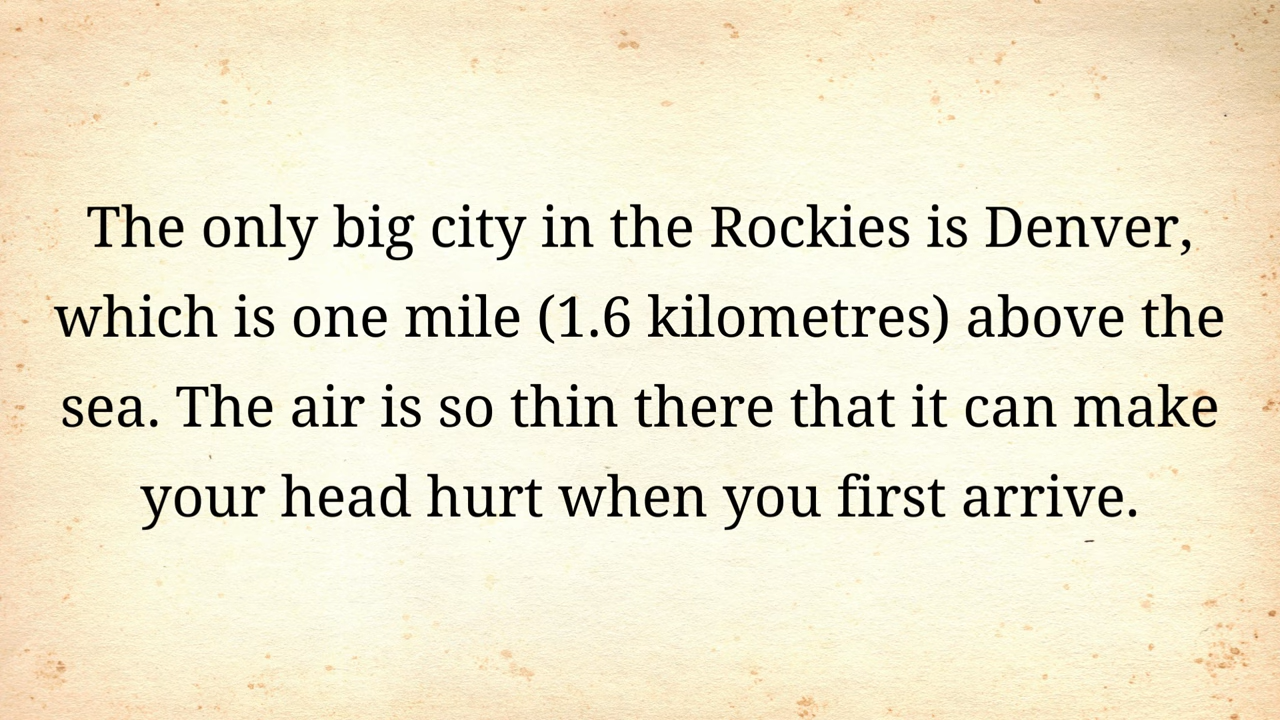 The only big city in the Rockies is Denver,
which is one mile (1.6 kilometres) above the
sea. The air is so thin there that it can make
your head hurt when you first arrive.